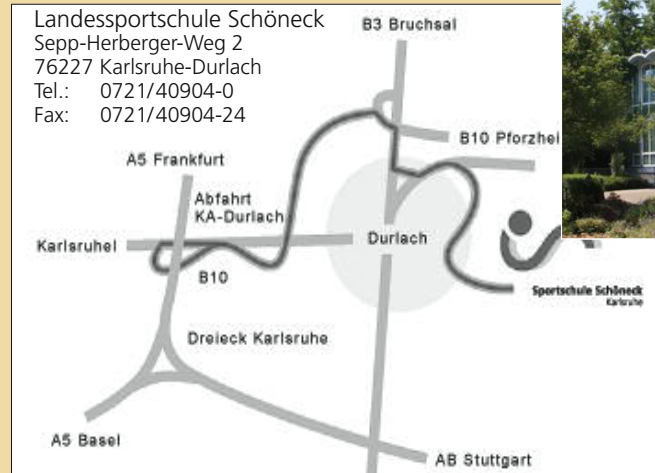 Landessportschule Schöneck
Sepp-Herberger-Weg 2
76227 Karlsruhe-Durlach
Tel.: 0721/40904-0
Fax: 0721/40904-24
B3 Bruchsal
B10 Pforzhei
A5 Frankfurt
Abfahrt
KA-Durlach
Karlsruhel
Durlach
B10
Sportschule Schöneck
Karlsruhe
Dreieck Karlsruhe
A5 Basel
AB Stuttgart